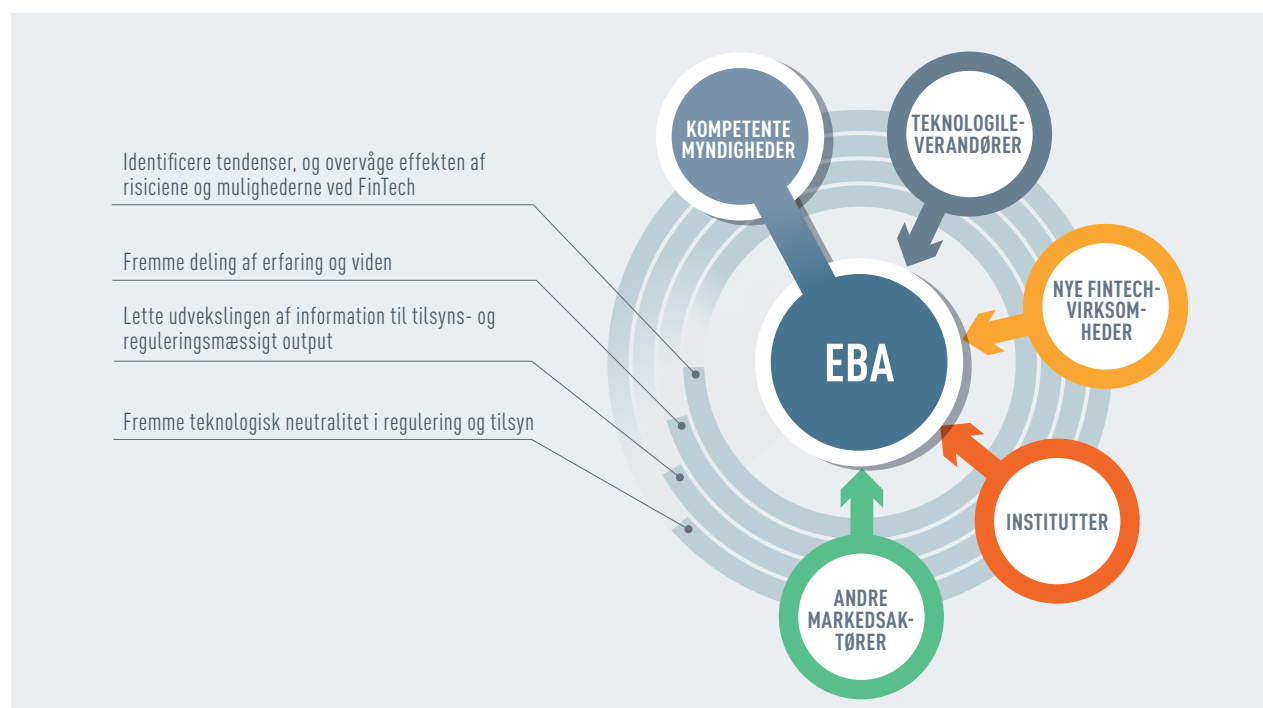 Identificere tendenser, og overvåge effekten af
risiciene og mulighederne ved FinTech
Fremme deling af erfaring og viden
Lette udvekslingen af information til tilsyns- og
reguleringsmæssigt output
Fremme teknologisk neutralitet i regulering og tilsyn
KOMPETENTE
MYNDIGHEDER
TEKNOLOGILE-
VERANDØRER
NYE FINTECH-
VIRKSOM-
HEDER
EBA
INSTITUTTER
ANDRE
MARKEDSAK-
TØRER